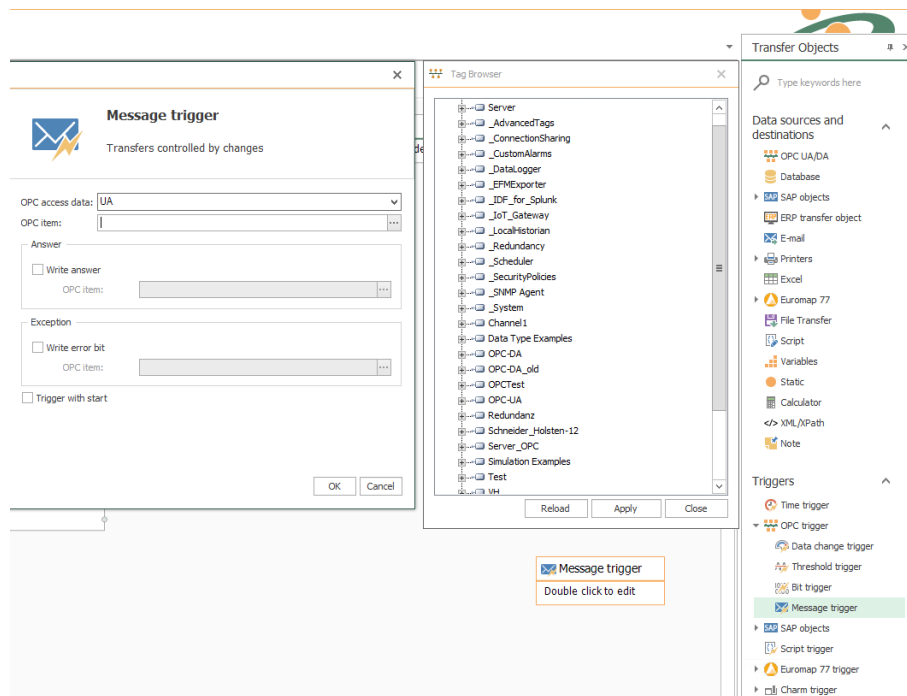 Message trigger
Transfers controlled by changes
OPC access data: UA
OPC item:
Answer
Write answer
OPC item:
Exception
Write error bit
OPC item:
Trigger with start
OK Cancel
Tag Browser
Server
_AdvancedTags
_ConnectionSharing
_CustomAlarms
_DataLogger
_EFMExporter
_IDF_for_Splunk
_IoT_Gateway
_LocalHistorian
_Redundancy
_Scheduler
_SecurityPolicies
_SNMP Agent
_System
Channel1
Data Type Examples
OPC-DA
OPC-DA_old
OPCTest
OPC-UA
Redundanz
Schneider_Holsten-12
Server_OPC
Simulation Examples
Test
VH
Reload Apply Close
Message trigger
Double click to edit
Transfer Objects
Type keywords here
Data sources and
destinations
OPC UA/DA
Database
SAP SAP objects
ERP ERP transfer object
E-mail
Printers
Excel
Euromap 77
File Transfer
Script
Variables
Static
Calculator
</> XML/XPath
Note
Triggers
Time trigger
OPC trigger
Data change trigger
Threshold trigger
Bit trigger
Message trigger
SAP SAP objects
Script trigger
Euromap 77 trigger
Charm trigger